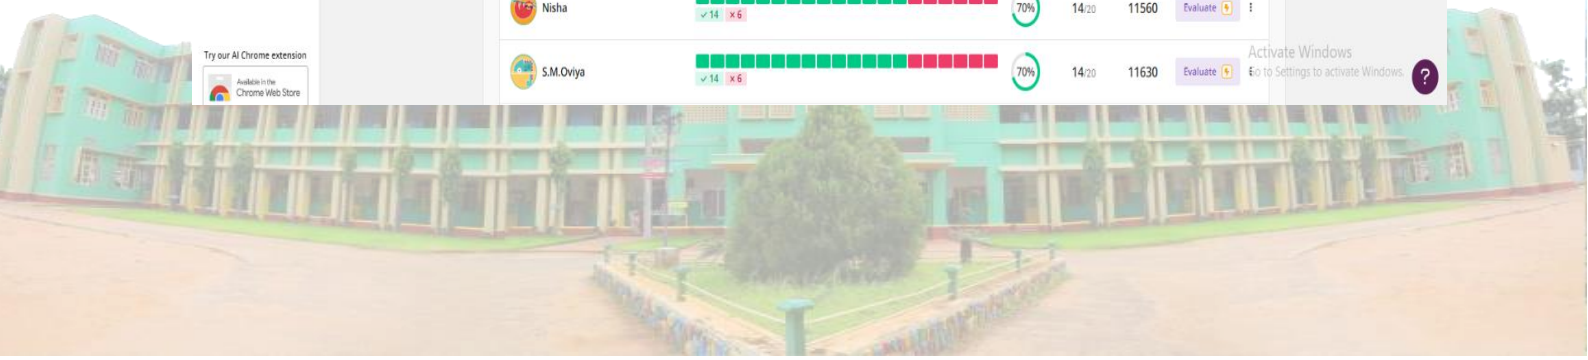 Nisha
✓ 14 × 6
70%
14/20
11560
Evaluate
Try our AI Chrome extension
Available in the
Chrome Web Store
S.M.Oviya
✓ 14 × 6
70%
14/20
11630
Evaluate
Activate Windows
Go to Settings to activate Windows.
?